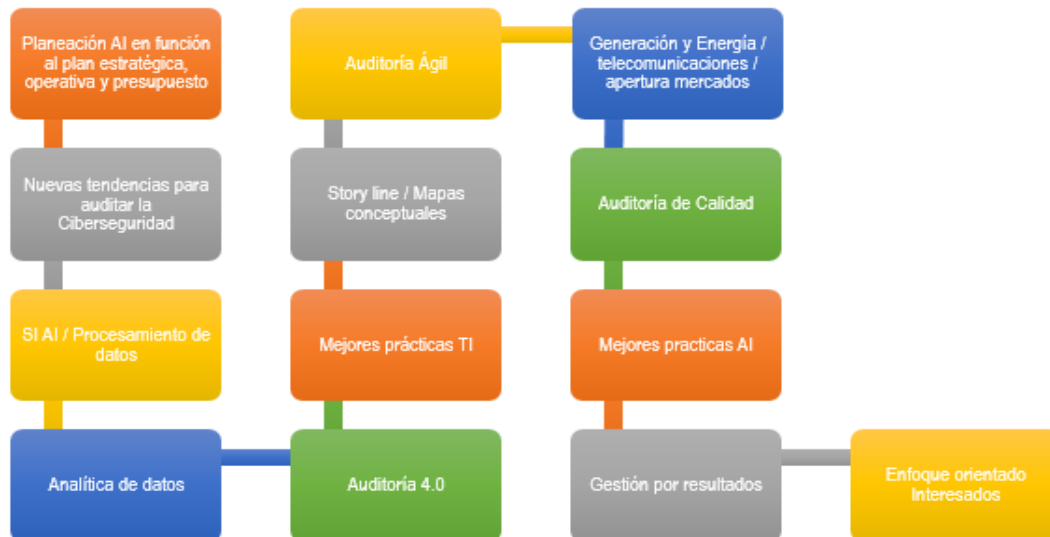 Planeación AI en función
al plan estratégica,
operativa y presupuesto
Nuevas tendencias para
auditar la
Ciberseguridad
SI AI / Procesamiento de
datos
Analítica de datos
Auditoría 4.0
Mejores prácticas TI
Story line / Mapas
conceptuales
Auditoría Ágil
Generación y Energía /
telecomunicaciones /
apertura mercados
Auditoría de Calidad
Mejores practicas AI
Gestión por resultados
Enfoque orientado
Interesados